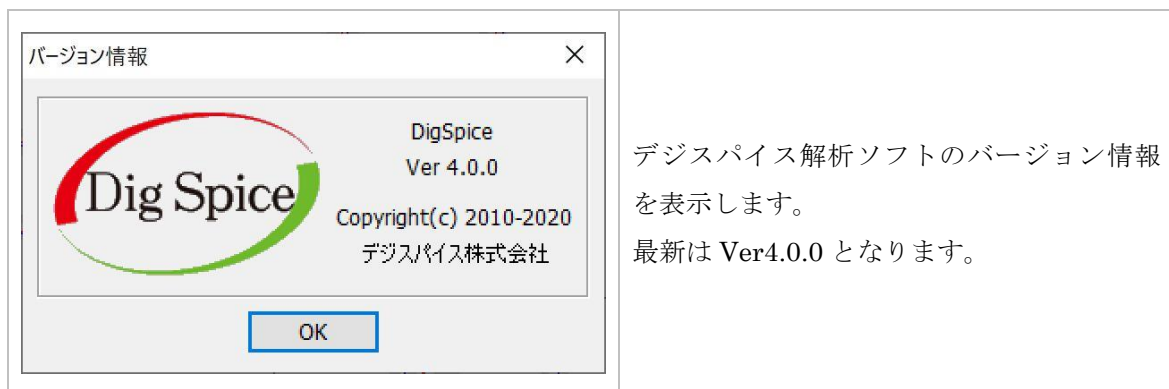 バージョン情報
Dig Spice
DigSpice
Ver 4.0.0
Copyright(c) 2010-2020
デジスパイス株式会社
OK
デジスパイス解析ソフトのバージョン情報
を表示します。
最新は Ver4.0.0 となります。